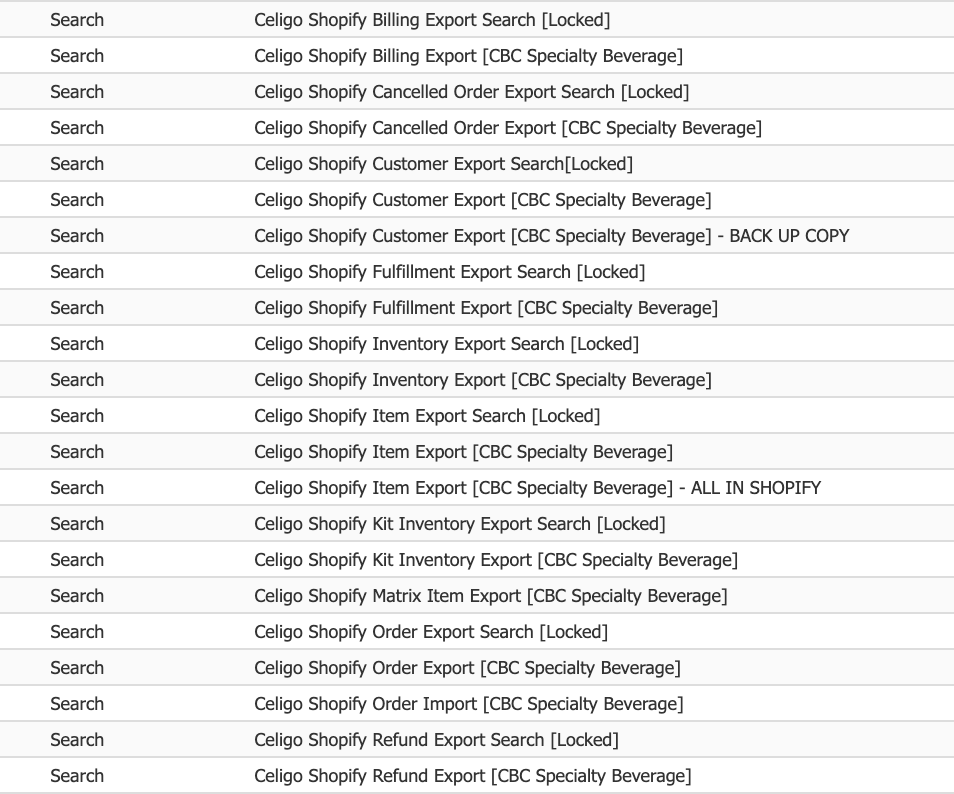 Search Celigo Shopify Billing Export Search [Locked]
Search Celigo Shopify Billing Export [CBC Specialty Beverage]
Search Celigo Shopify Cancelled Order Export Search [Locked]
Search Celigo Shopify Cancelled Order Export [CBC Specialty Beverage]
Search Celigo Shopify Customer Export Search[Locked]
Search Celigo Shopify Customer Export [CBC Specialty Beverage]
Search Celigo Shopify Customer Export [CBC Specialty Beverage] - BACK UP COPY
Search Celigo Shopify Fulfillment Export Search [Locked]
Search Celigo Shopify Fulfillment Export [CBC Specialty Beverage]
Search Celigo Shopify Inventory Export Search [Locked]
Search Celigo Shopify Inventory Export [CBC Specialty Beverage]
Search Celigo Shopify Item Export Search [Locked]
Search Celigo Shopify Item Export [CBC Specialty Beverage]
Search Celigo Shopify Item Export [CBC Specialty Beverage] - ALL IN SHOPIFY
Search Celigo Shopify Kit Inventory Export Search [Locked]
Search Celigo Shopify Kit Inventory Export [CBC Specialty Beverage]
Search Celigo Shopify Matrix Item Export [CBC Specialty Beverage]
Search Celigo Shopify Order Export Search [Locked]
Search Celigo Shopify Order Export [CBC Specialty Beverage]
Search Celigo Shopify Order Import [CBC Specialty Beverage]
Search Celigo Shopify Refund Export Search [Locked]
Search Celigo Shopify Refund Export [CBC Specialty Beverage]